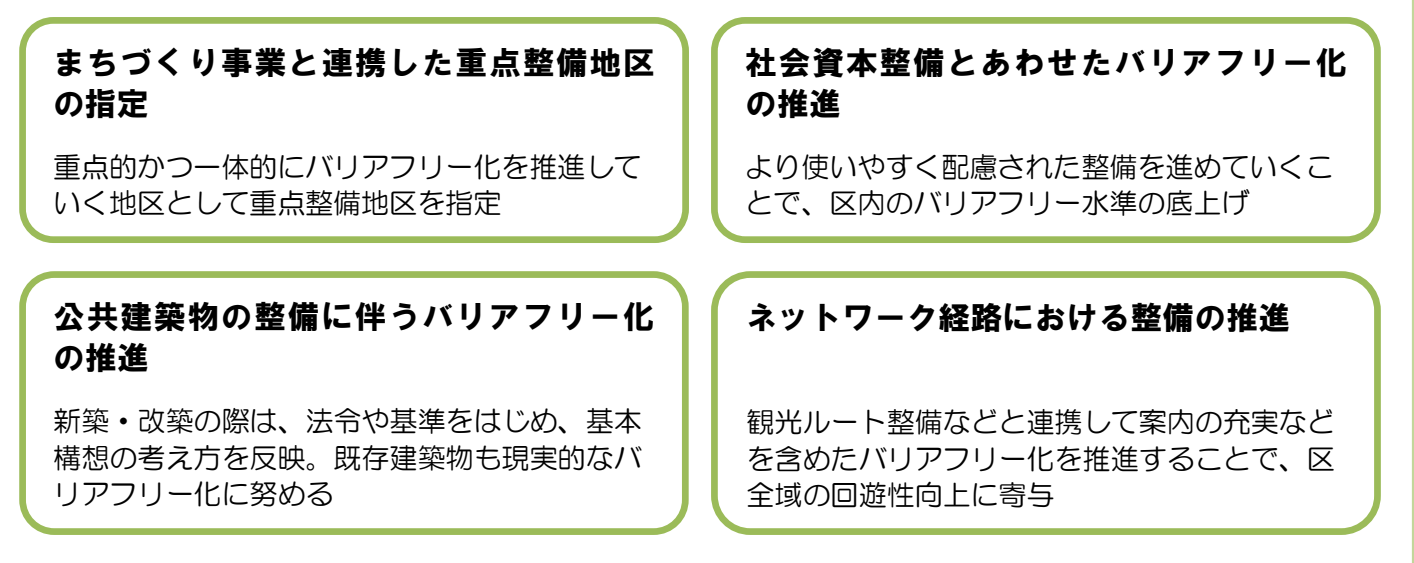 まちづくり事業と連携した重点整備地区
の指定
重点的かつ一体的にバリアフリー化を推進して
いく地区として重点整備地区を指定
社会資本整備とあわせたバリアフリー化
の推進
より使いやすく配慮された整備を進めていくこ
とで、区内のバリアフリー水準の底上げ
公共建築物の整備に伴うバリアフリー化
の推進
新築・改築の際は、法令や基準をはじめ、基本
構想の考え方を反映。既存建築物も現実的なバ
リアフリー化に努める
ネットワーク経路における整備の推進
観光ルート整備などと連携して案内の充実など
を含めたバリアフリー化を推進することで、区
全域の回遊性向上に寄与